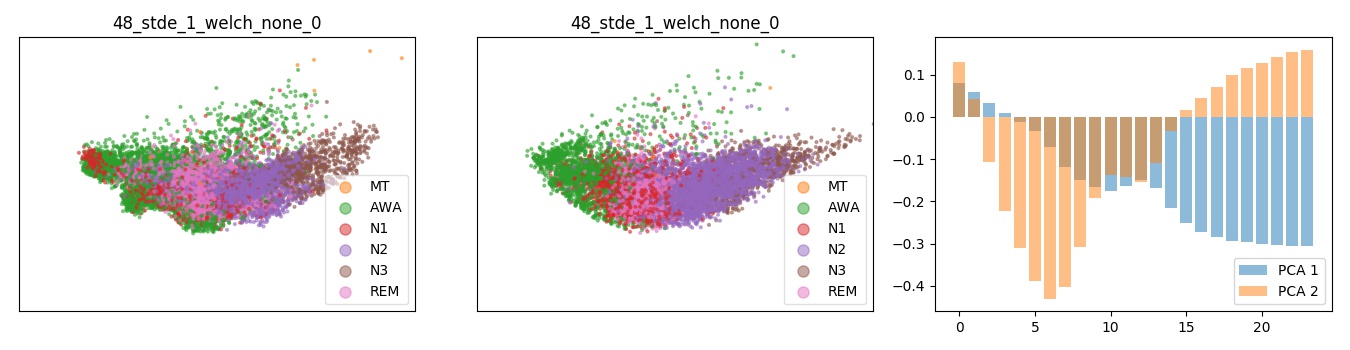 48_stde_1_welch_none_0
MT
AWA
N1
N2
N3
REM
48_stde_1_welch_none_0
MT
AWA
N1
N2
N3
REM
0.1
0.0
−0.1
−0.2
−0.3
−0.4
0
5
10
15
20
PCA 1
PCA 2